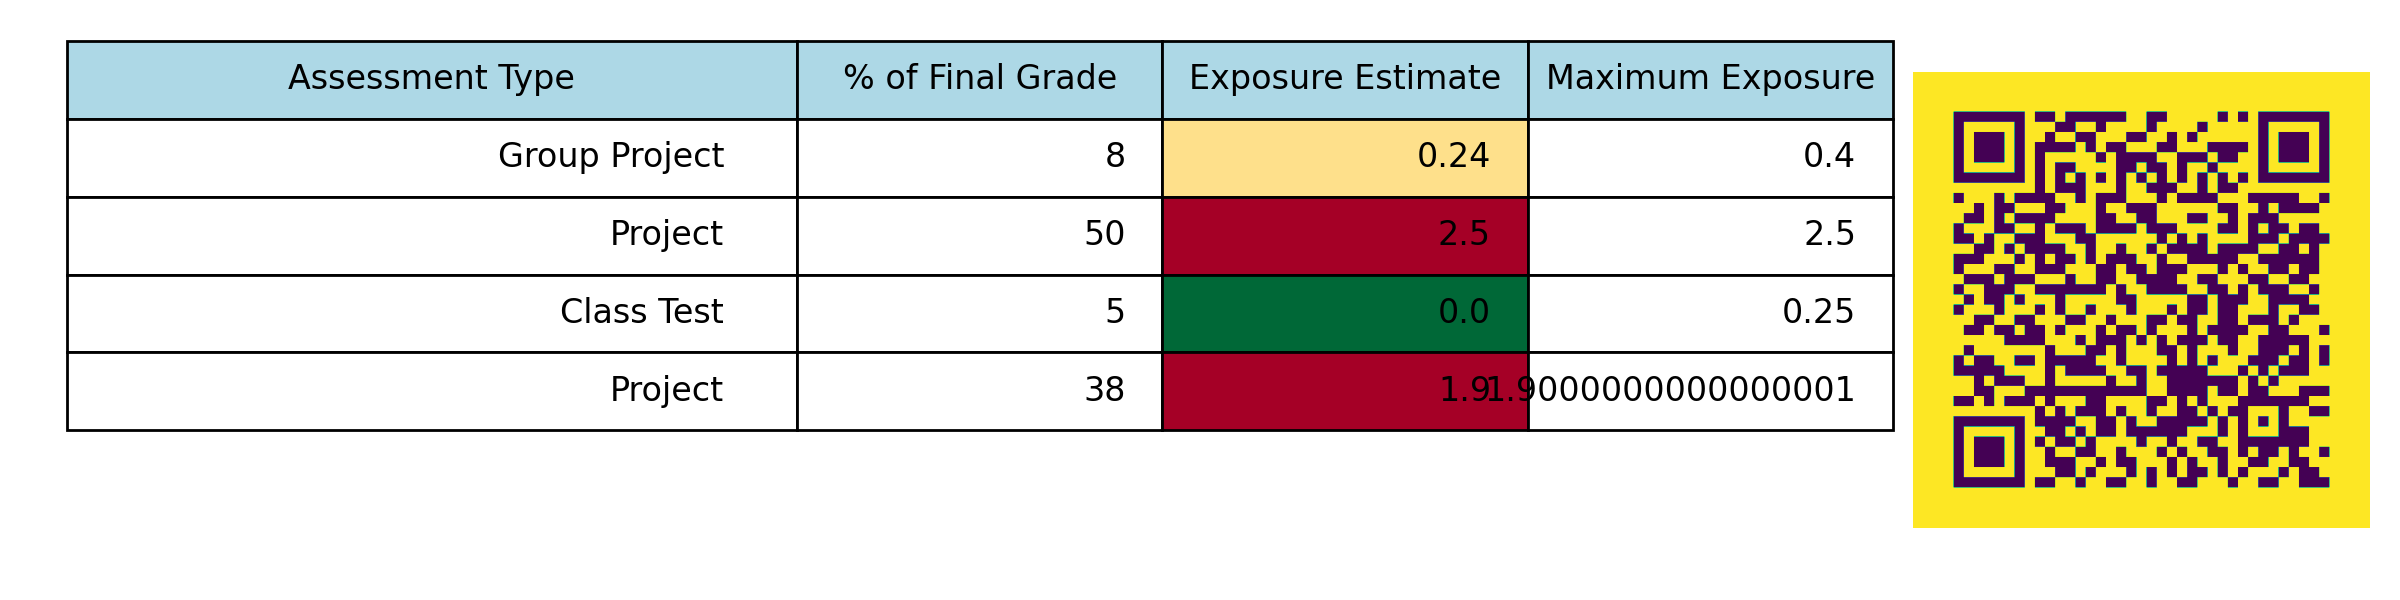 Assessment Type % of Final Grade Exposure Estimate Maximum Exposure
Group Project 8 0.24 0.4
Project 50 2.5 2.5
Class Test 5 0.0 0.25
Project 38 1.9 1.9000000000000001